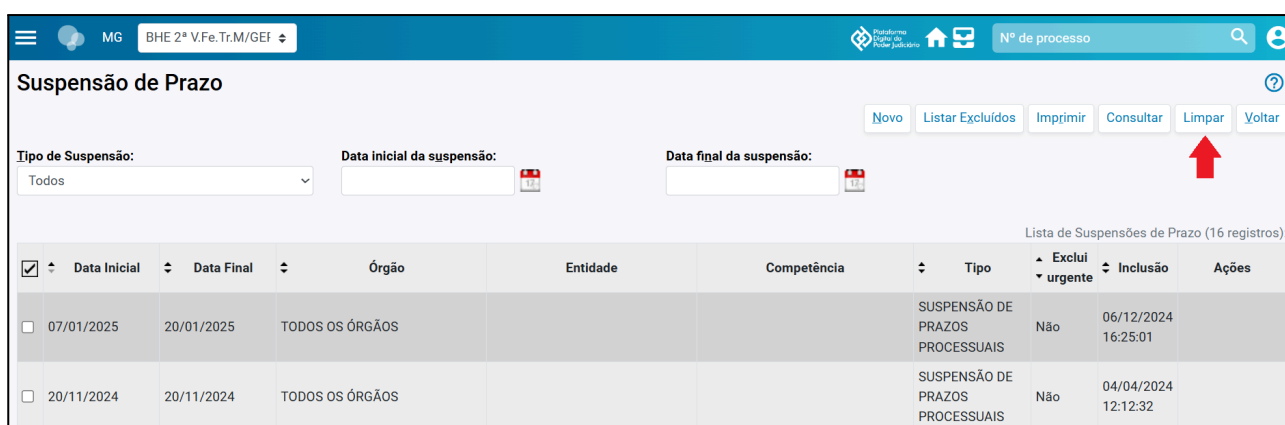 MG BHE 2ª V.Fe.Tr.M/GEF Plataforma Digital do Poder Judiciário Nº de processo
Suspensão de Prazo
Novo Listar Excluídos Imprimir Consultar Limpar Voltar
Tipo de Suspensão: Data inicial da suspensão: Data final da suspensão:
Todos
Lista de Suspensões de Prazo (16 registros):
Data Inicial Data Final Órgão Entidade Competência Tipo Exclui urgente Inclusão Ações
07/01/2025 20/01/2025 TODOS OS ÓRGÃOS SUSPENSÃO DE PRAZOS PROCESSUAIS Não 06/12/2024 16:25:01
20/11/2024 20/11/2024 TODOS OS ÓRGÃOS SUSPENSÃO DE PRAZOS PROCESSUAIS Não 04/04/2024 12:12:32